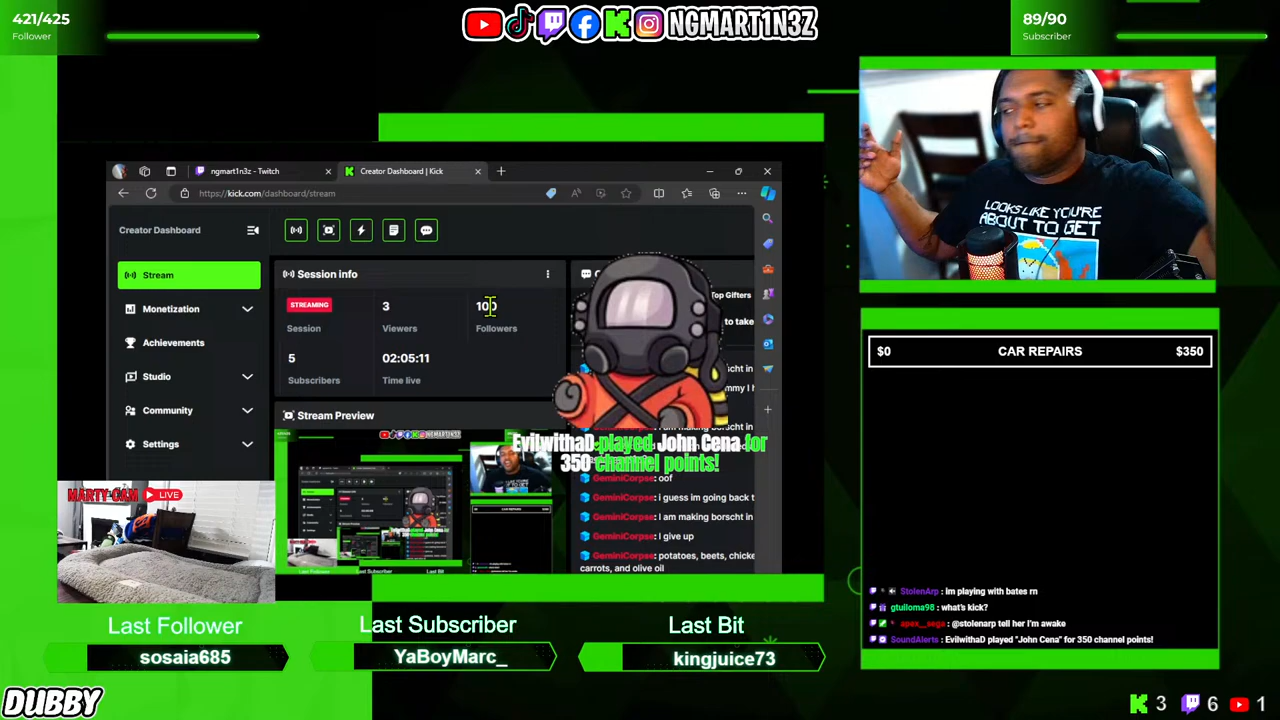 421/425
Follower
NGMART1N3Z
89/90
Subscriber
ngmart1n3z - Twitch
Creator Dashboard | Kick
https://kick.com/dashboard/stream
Creator Dashboard
Stream
Monetization
Achievements
Studio
Community
Settings
Session info
STREAMING
Session
3
Viewers
100
Followers
5
Subscribers
02:05:11
Time live
Stream Preview
Top Gifters
to take
EvilwithaD played John Cena for
350 channel points!
GeminiCorpse: oof
GeminiCorpse: i guess im going back t
GeminiCorpse: I am making borscht in
GeminiCorpse: I give up
GeminiCorpse: potatoes, beets, chicke
carrots, and olive oil
LOOKS LIKE YOU'RE
ABOUT TO GET
$0
CAR REPAIRS
$350
StolenArp : Im playing with bates rn
gtuiloma98 : what's kick?
apex__sega : @stolenarp tell her I'm awake
SoundAlerts : EvilwithaD played "John Cena" for 350 channel points!
MARTY-CAM LIVE
Last Follower
sosaia685
Last Subscriber
YaBoyMarc_
Last Bit
kingjuice73
DUBBY
3
6
1